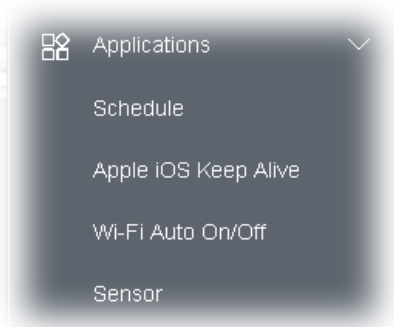 Applications
Schedule
Apple iOS Keep Alive
Wi-Fi Auto On/Off
Sensor